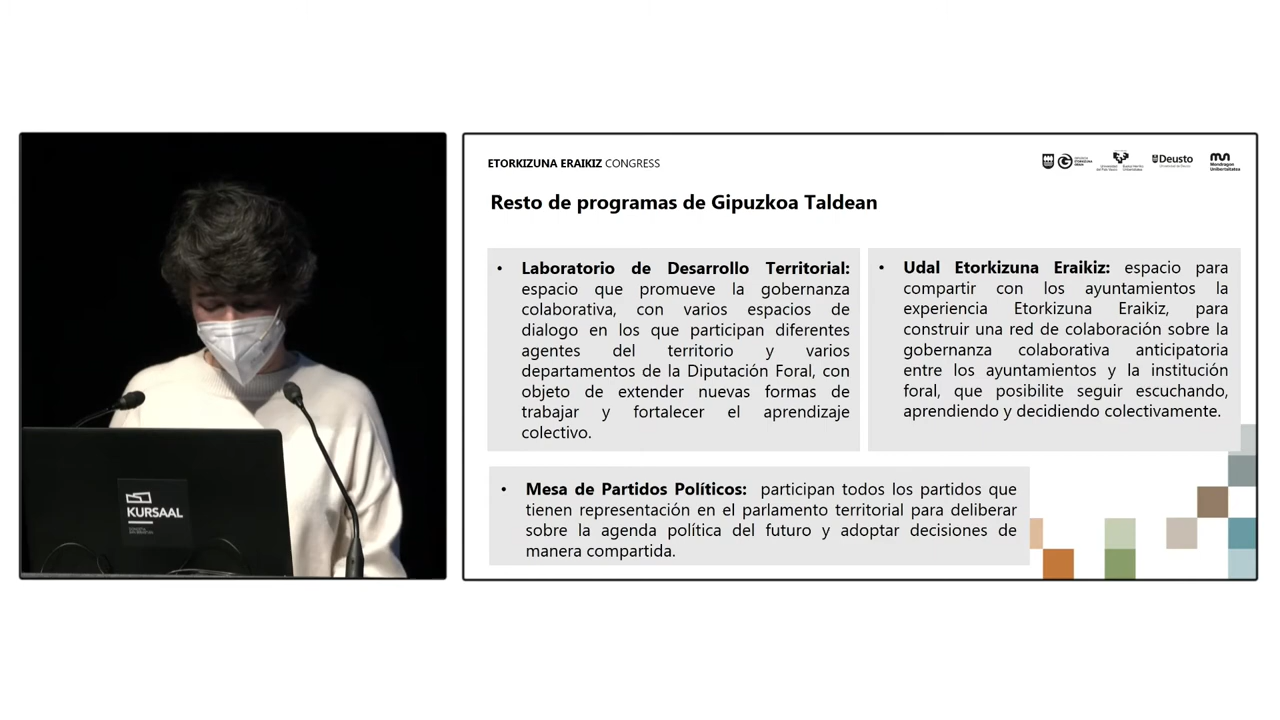 ETORKIZUNA ERAIKIZ CONGRESS
Deusto
Mondragon
Unibertsitatea
Resto de programas de Gipuzkoa Taldean
• Laboratorio de Desarrollo Territorial:
espacio que promueve la gobernanza
colaborativa, con varios espacios de
dialogo en los que participan diferentes
agentes del territorio y varios
departamentos de la Diputación Foral, con
objeto de extender nuevas formas de
trabajar y fortalecer el aprendizaje
colectivo.
• Udal Etorkizuna Eraikiz: espacio para
compartir con los ayuntamientos la
experiencia Etorkizuna Eraikiz, para
construir una red de colaboración sobre la
gobernanza colaborativa anticipatoria
entre los ayuntamientos y la institución
foral, que posibilite seguir escuchando,
aprendiendo y decidiendo colectivamente.
• Mesa de Partidos Políticos: participan todos los partidos que
tienen representación en el parlamento territorial para deliberar
sobre la agenda política del futuro y adoptar decisiones de
manera compartida.
KURSAAL